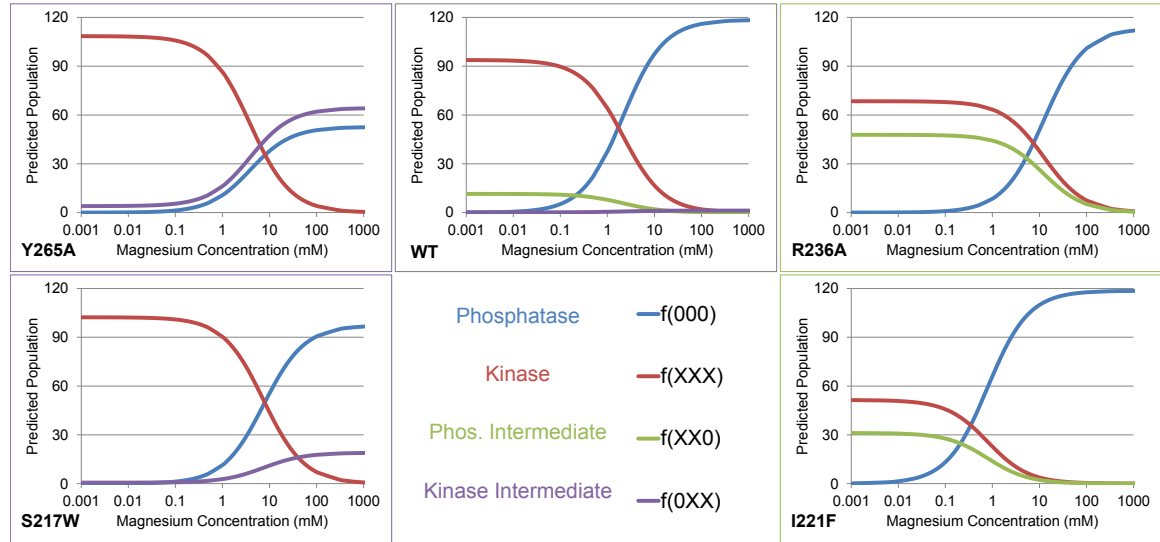 120
90
60
30
0
Predicted Population
0.001 0.01 0.1 1 10 100 1000
Magnesium Concentration (mM)
Y265A
120
90
60
30
0
Predicted Population
0.001 0.01 0.1 1 10 100 1000
Magnesium Concentration (mM)
WT
120
90
60
30
0
Predicted Population
0.001 0.01 0.1 1 10 100 1000
Magnesium Concentration (mM)
R236A
120
90
60
30
0
Predicted Population
0.001 0.01 0.1 1 10 100 1000
Magnesium Concentration (mM)
S217W
Phosphatase f(000)
Kinase f(XXX)
Phos. Intermediate f(XX0)
Kinase Intermediate f(0XX)
120
90
60
30
0
Predicted Population
0.001 0.01 0.1 1 10 100 1000
Magnesium Concentration (mM)
I221F